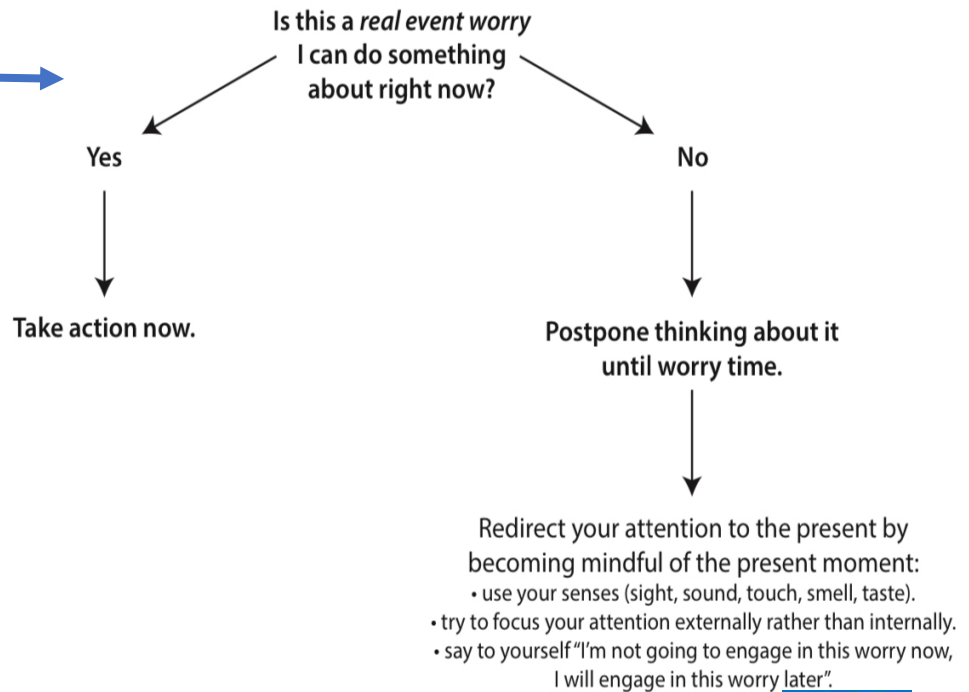 Is this a real event worry
I can do something
about right now?
Yes
No
Take action now.
Postpone thinking about it
until worry time.
Redirect your attention to the present by
becoming mindful of the present moment:
• use your senses (sight, sound, touch, smell, taste).
• try to focus your attention externally rather than internally.
• say to yourself “I’m not going to engage in this worry now,
I will engage in this worry later”.